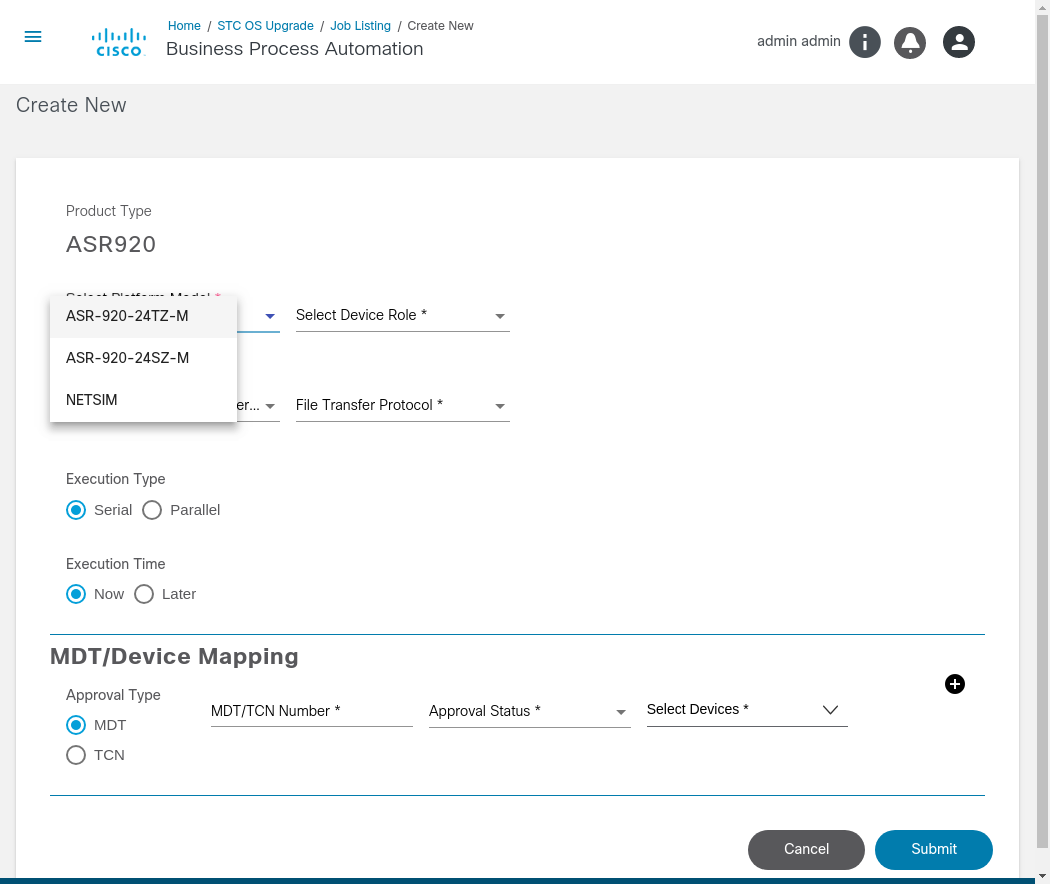 Home / STC OS Upgrade / Job Listing / Create New
CISCO
Business Process Automation
admin admin
Create New
Product Type
ASR920
Select Platform Model *
ASR-920-24TZ-M
Select Device Role *
ASR-920-24SZ-M
NETSIM
er...
File Transfer Protocol *
Execution Type
Serial Parallel
Execution Time
Now Later
MDT/Device Mapping
Approval Type
MDT
TCN
MDT/TCN Number *
Approval Status *
Select Devices *
Cancel
Submit